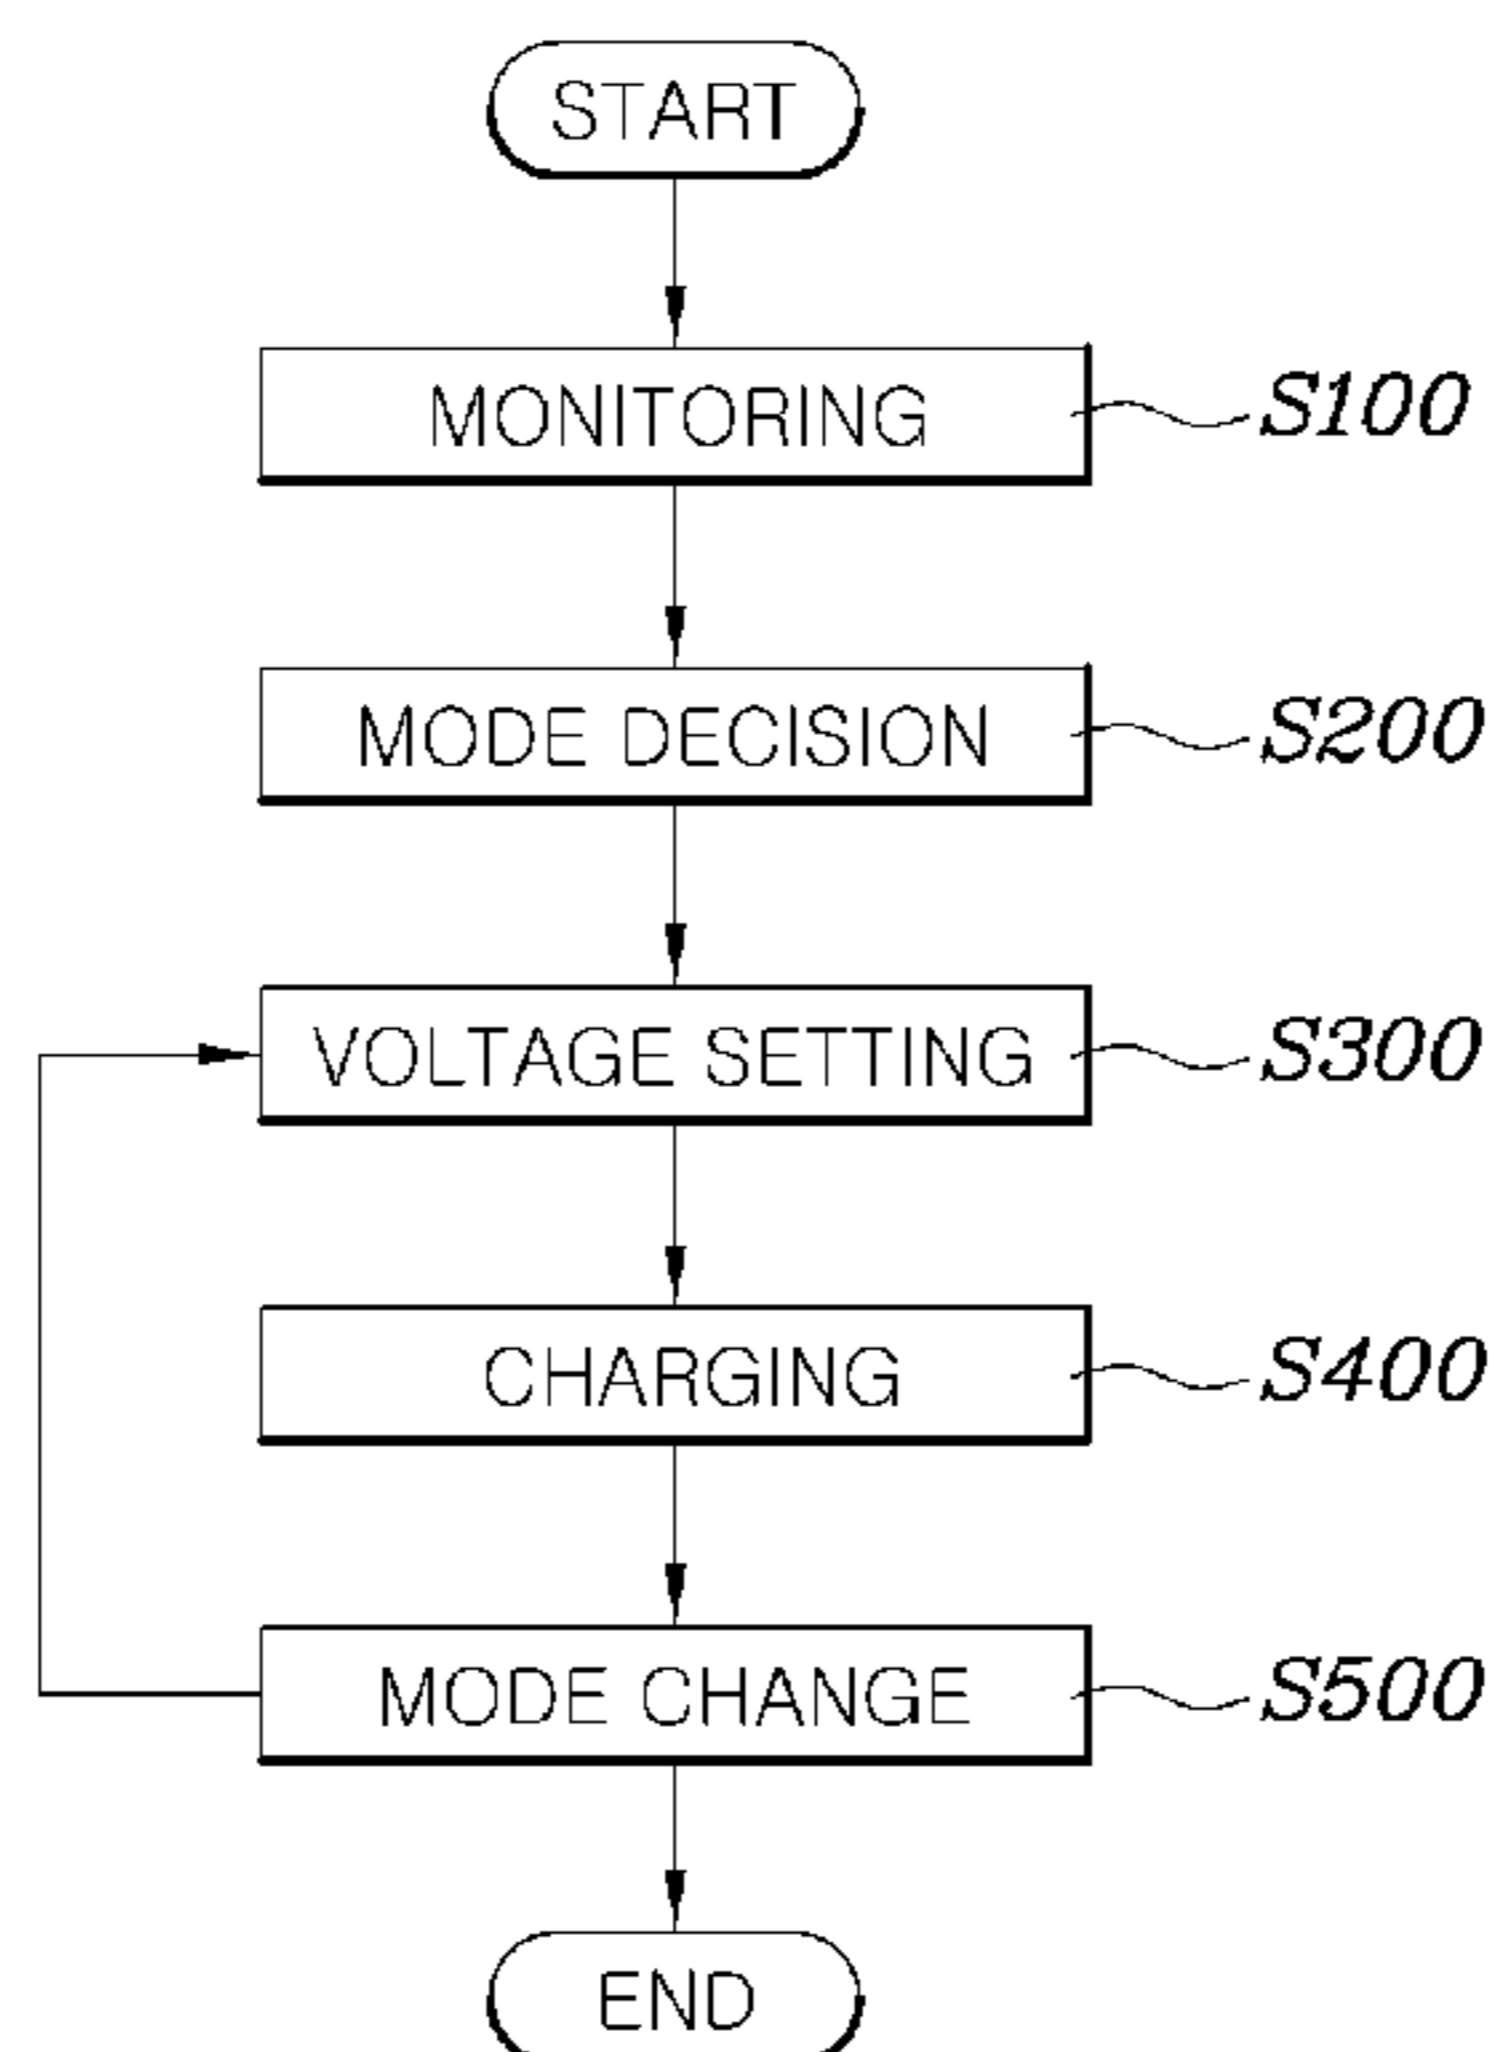 START
MONITORING S100
MODE DECISION S200
VOLTAGE SETTING S300
CHARGING S400
MODE CHANGE S500
END